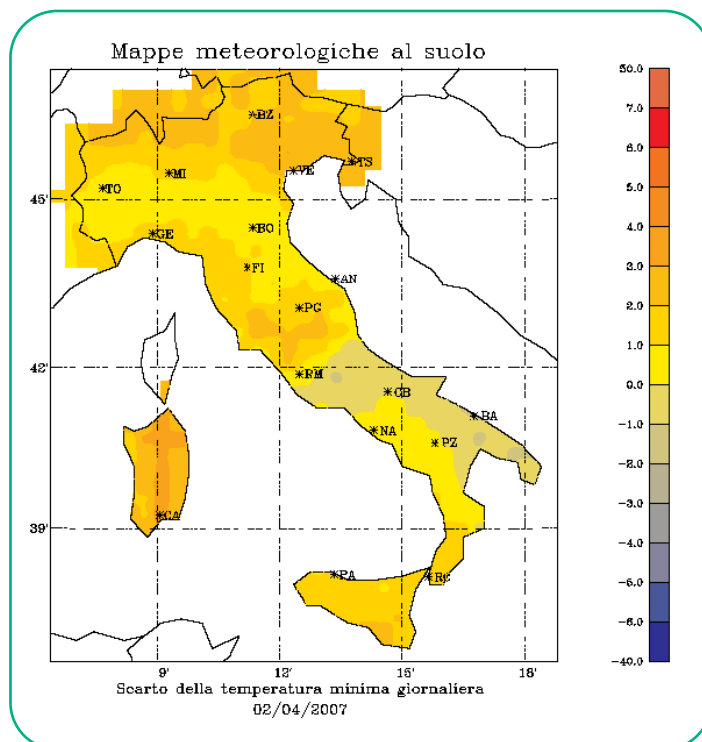 Mappe meteorologiche al suolo
50.0
7.0
6.0
5.0
4.0
3.0
2.0
1.0
0.0
-1.0
-2.0
-3.0
-4.0
-5.0
-6.0
-7.0
-40.0
*BZ
*TS
*VE
*MI
*TO
45'
*BO
*GE
*FI
*AN
*PG
42'
*RM
*CB
*BA
*NA
*PZ
*CA
39'
*PA
*RC
9'
12'
15'
18'
Scarto della temperatura minima giornaliera
02/04/2007